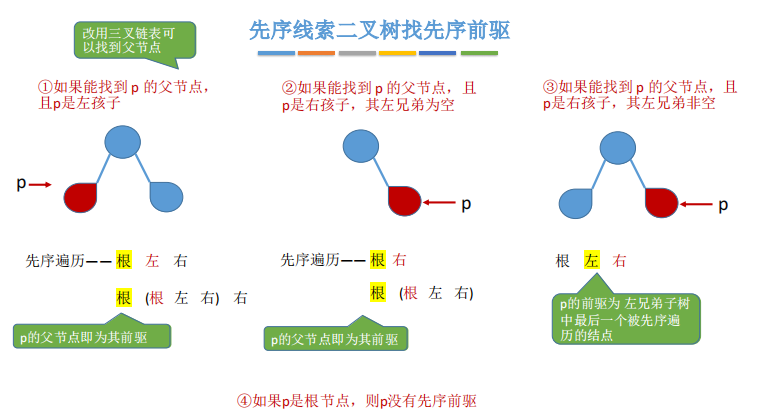 先序线索二叉树找先序前驱
改用三叉链表可
以找到父节点
①如果能找到 p 的父节点，
且p是左孩子
②如果能找到 p 的父节点，且
p是右孩子，其左兄弟为空
③如果能找到 p 的父节点，且
p是右孩子，其左兄弟非空
p
p
p
先序遍历—— 根 左 右
根 （根 左 右） 右
p的父节点即为其前驱
先序遍历—— 根 右
根 （根 左 右）
p的父节点即为其前驱
根 左 右
p的前驱为 左兄弟子树
中最后一个被先序遍
历的结点
④如果p是根节点，则p没有先序前驱